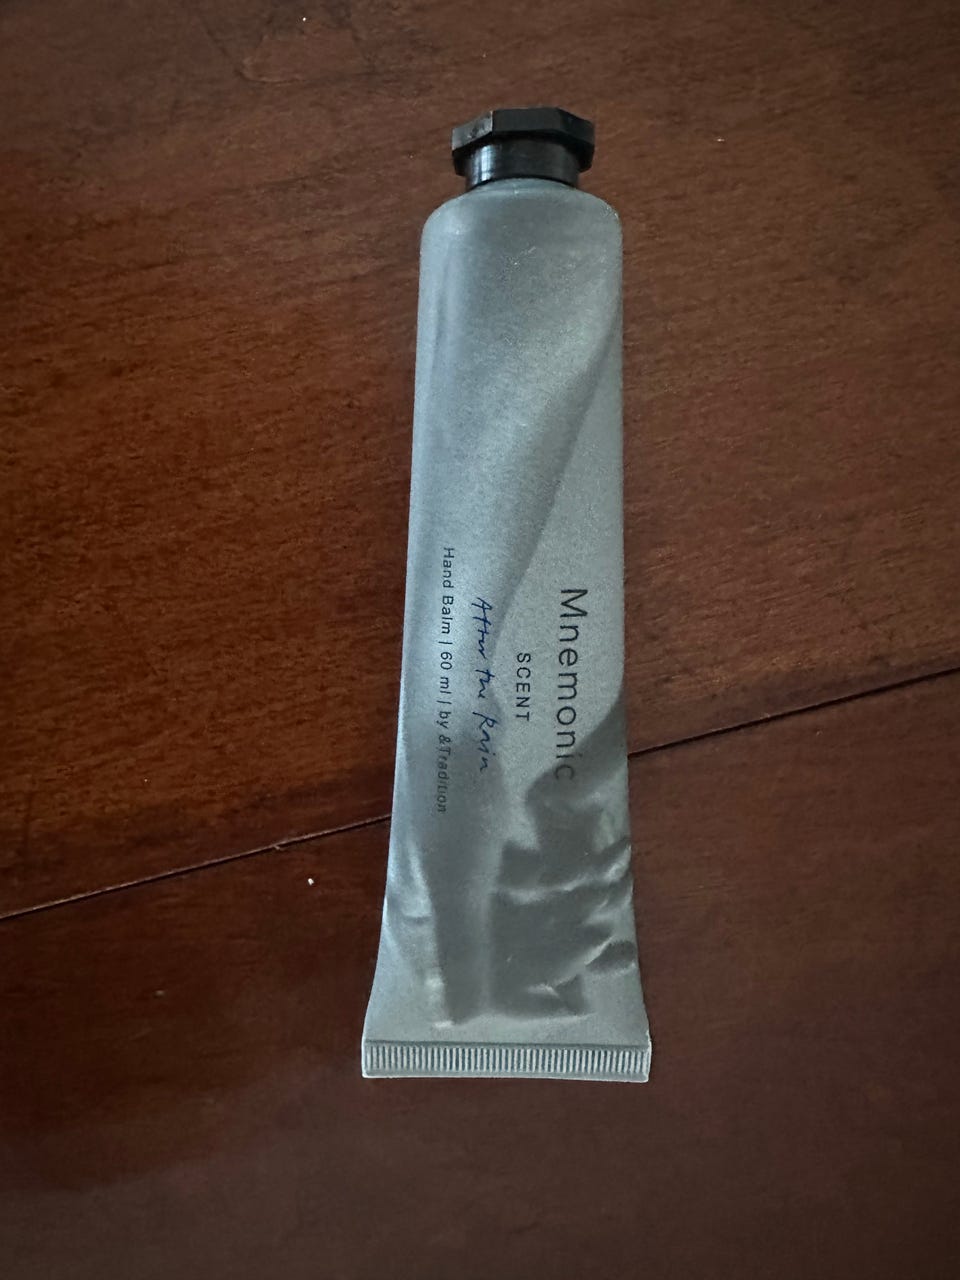 Mnemonic
SCENT
After the Rain
Hand Balm | 60 ml | by &Tradition